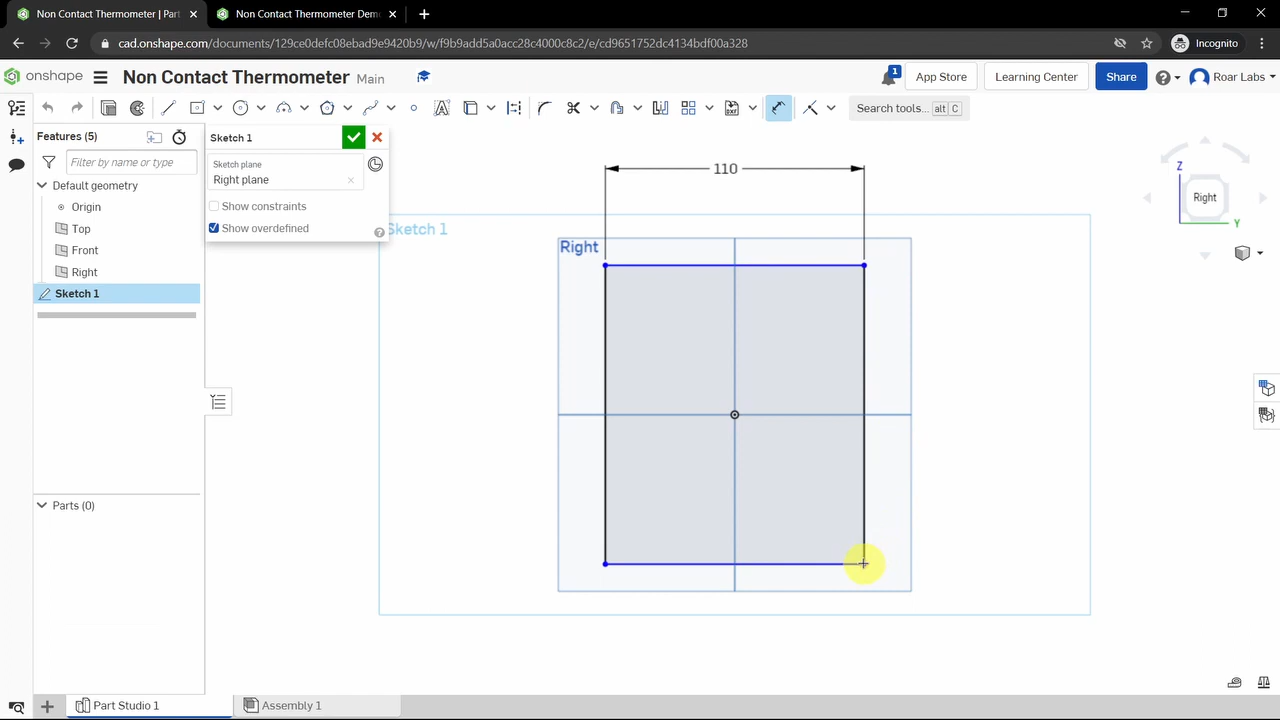 Non Contact Thermometer | Part
Non Contact Thermometer Dem
cad.onshape.com/documents/129ce0defc08ebad9e9420b9/w/f9b9add5a0acc28c4000c8c2/e/cd9651752dc4134bdf00a328
Incognito
onshape
Non Contact Thermometer
Main
1
App Store
Learning Center
Share
Roar Labs
Search tools...
alt
C
Features (5)
Filter by name or type
Default geometry
Origin
Top
Front
Right
Sketch 1
Parts (0)
Sketch 1
Sketch plane
Right plane
Show constraints
Show overdefined
Sketch 1
Right
110
Z
Right
Y
Part Studio 1
Assembly 1